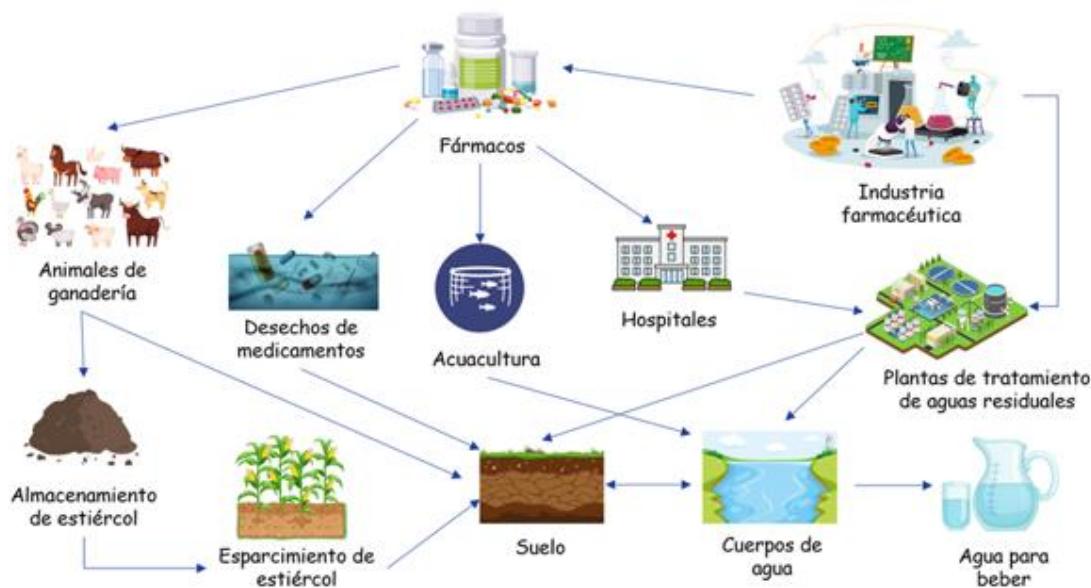 Fármacos
Industria
farmacéutica
Animales de
ganadería
Desechos de
medicamentos
Acuacultura
Hospitales
Plantas de tratamiento
de aguas residuales
Almacenamiento
de estiércol
Esparcimiento de
estiércol
Suelo
Cuerpos de
agua
Agua para
beber